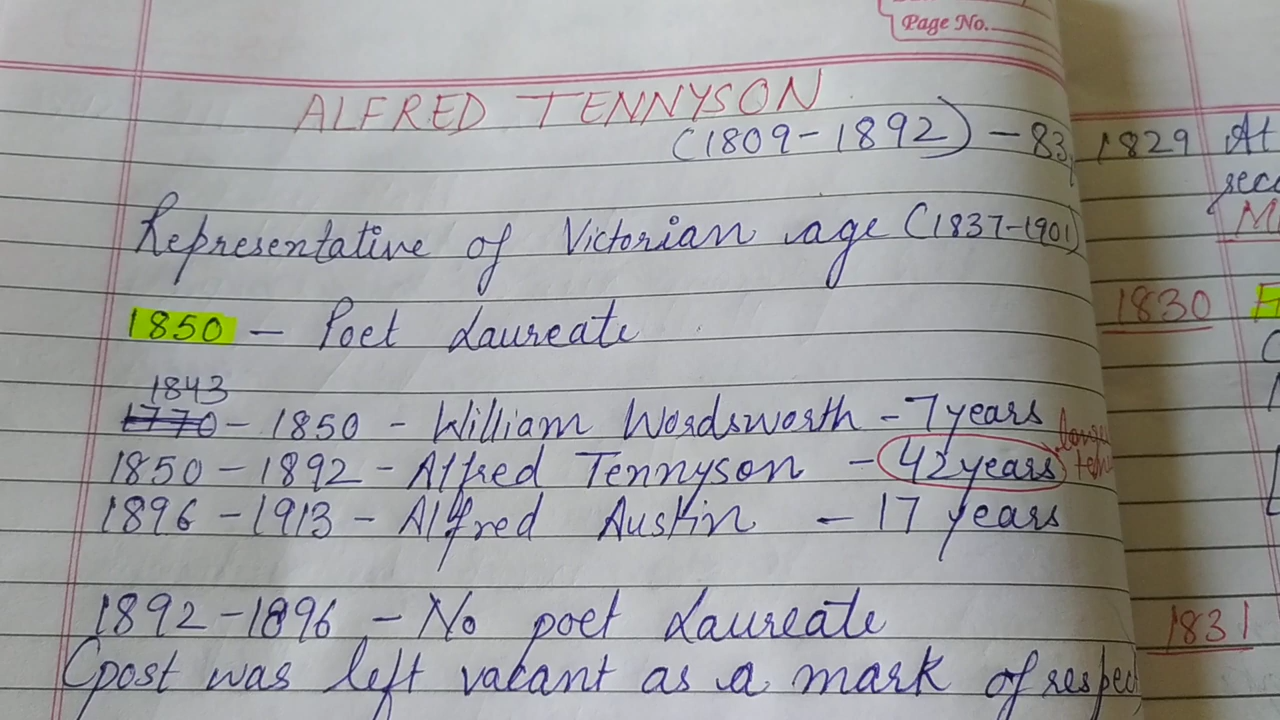 Page No.
ALFRED TENNYSON
(1809-1892) - 83,
Representative of Victorian age (1837-1901)
1850 - Poet Laureate
1843
1770 - 1850 - William Wordsworth - 7 years
1850 - 1892 - Alfred Tennyson - 42 years
1896 - 1913 - Alfred Austin - 17 years
1892 - 1896 - No poet Laureate
(post was left vacant as a mark of respect
1829 At
M
1830
1831